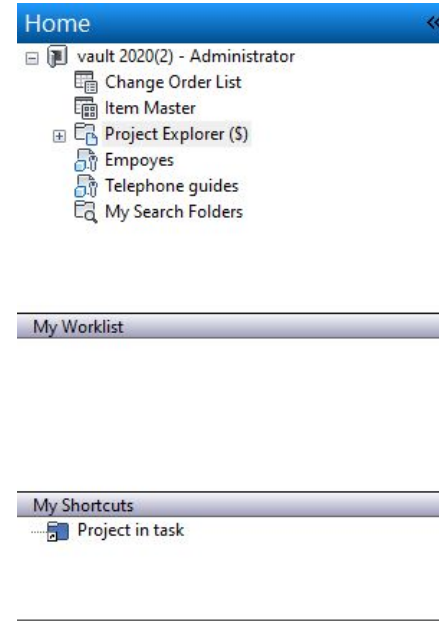 Home
vault 2020(2) - Administrator
Change Order List
Item Master
Project Explorer ($)
Empoyes
Telephone guides
My Search Folders
My Worklist
My Shortcuts
Project in task